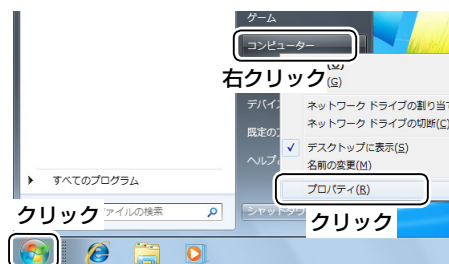 ゲーム
コンピューター
右クリック
(G)
デバイ
ネットワーク ドライブの割り当
ネットワーク ドライブの切断(C)
既定の
デスクトップに表示(S)
ヘルプ
名前の変更(M)
すべてのプログラム
プロパティ(R)
クリック
ァイルの検索
シャットダウ
クリック